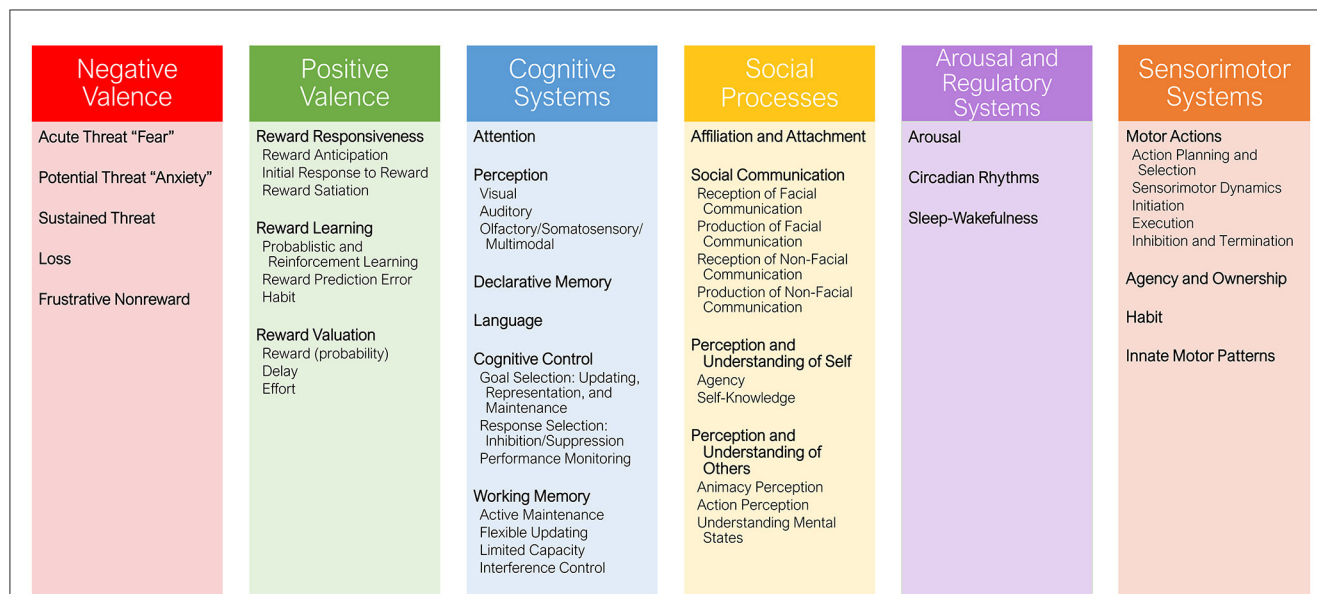 Negative
Valence
Acute Threat “Fear”
Potential Threat “Anxiety”
Sustained Threat
Loss
Frustrative Nonreward
Positive
Valence
Reward Responsiveness
Reward Anticipation
Initial Response to Reward
Reward Satiation
Reward Learning
Probablistic and
Reinforcement Learning
Reward Prediction Error
Habit
Reward Valuation
Reward (probability)
Delay
Effort
Cognitive
Systems
Attention
Perception
Visual
Auditory
Olfactory/Somatosensory/
Multimodal
Declarative Memory
Language
Cognitive Control
Goal Selection: Updating,
Representation, and
Maintenance
Response Selection:
Inhibition/Suppression
Performance Monitoring
Working Memory
Active Maintenance
Flexible Updating
Limited Capacity
Interference Control
Social
Processes
Affiliation and Attachment
Social Communication
Reception of Facial
Communication
Production of Facial
Communication
Reception of Non-Facial
Communication
Production of Non-Facial
Communication
Perception and
Understanding of Self
Agency
Self-Knowledge
Perception and
Understanding of
Others
Animacy Perception
Action Perception
Understanding Mental
States
Arousal and
Regulatory
Systems
Arousal
Circadian Rhythms
Sleep-Wakefulness
Sensorimotor
Systems
Motor Actions
Action Planning and
Selection
Sensorimotor Dynamics
Initiation
Execution
Inhibition and Termination
Agency and Ownership
Habit
Innate Motor Patterns